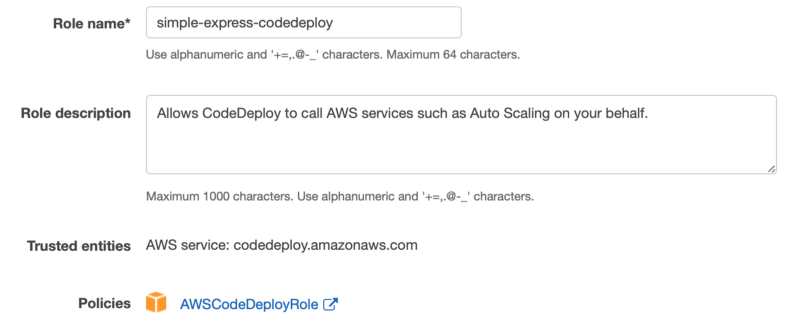 Role name* simple-express-codedeploy
Use alphanumeric and '+=,.@-_' characters. Maximum 64 characters.
Role description Allows CodeDeploy to call AWS services such as Auto Scaling on your behalf.
Maximum 1000 characters. Use alphanumeric and '+=,.@-_' characters.
Trusted entities AWS service: codedeploy.amazonaws.com
Policies AWSCodeDeployRole